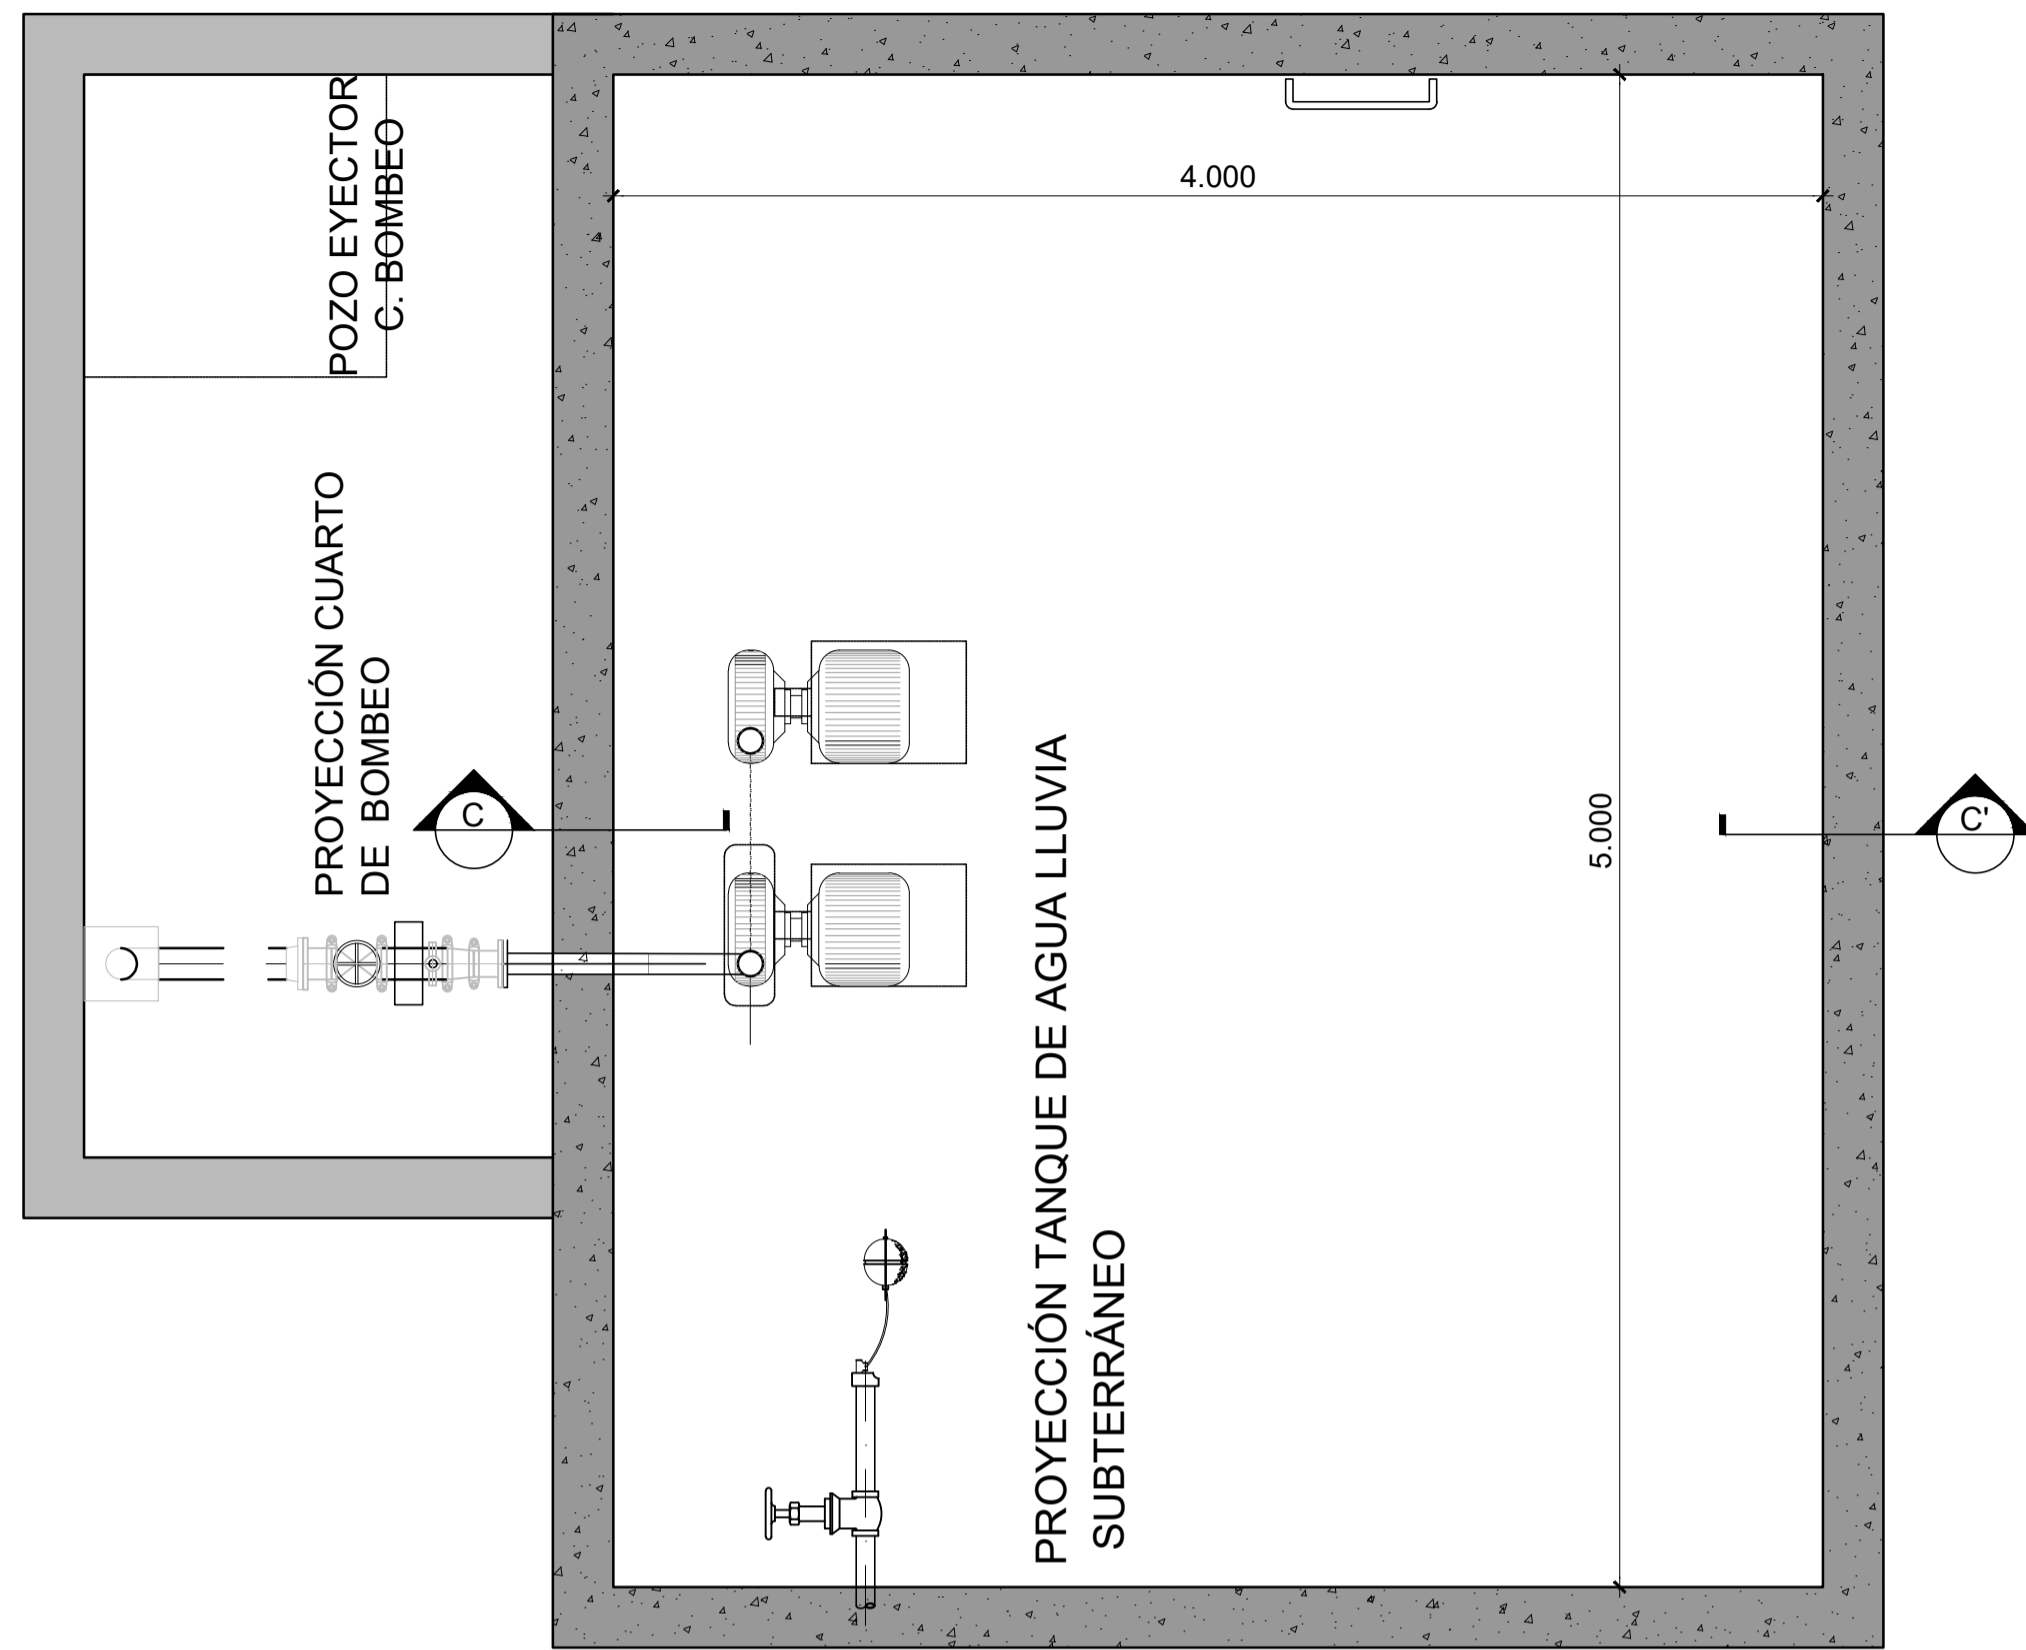 POZO EYECTOR
C. BOMBEO
4.000
PROYECCIÓN CUARTO
DE BOMBEO
C
PROYECCIÓN TANQUE DE AGUA LLUVIA
SUBTERRÁNEO
5.000
C'